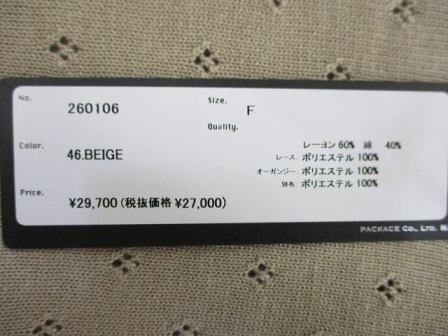 No. 260106 Size. F
Quality.
Color. 46.BEIGE レーヨン 60% 綿 40%
レース. ポリエステル 100%
オーガンジー. ポリエステル 100%
別布. ポリエステル 100%
Price. ¥29,700(税抜価格 ¥27,000)
PACKAGE Co., Ltd.